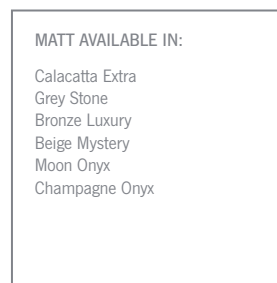 MATT AVAILABLE IN:
Calacatta Extra
Grey Stone
Bronze Luxury
Beige Mystery
Moon Onyx
Champagne Onyx